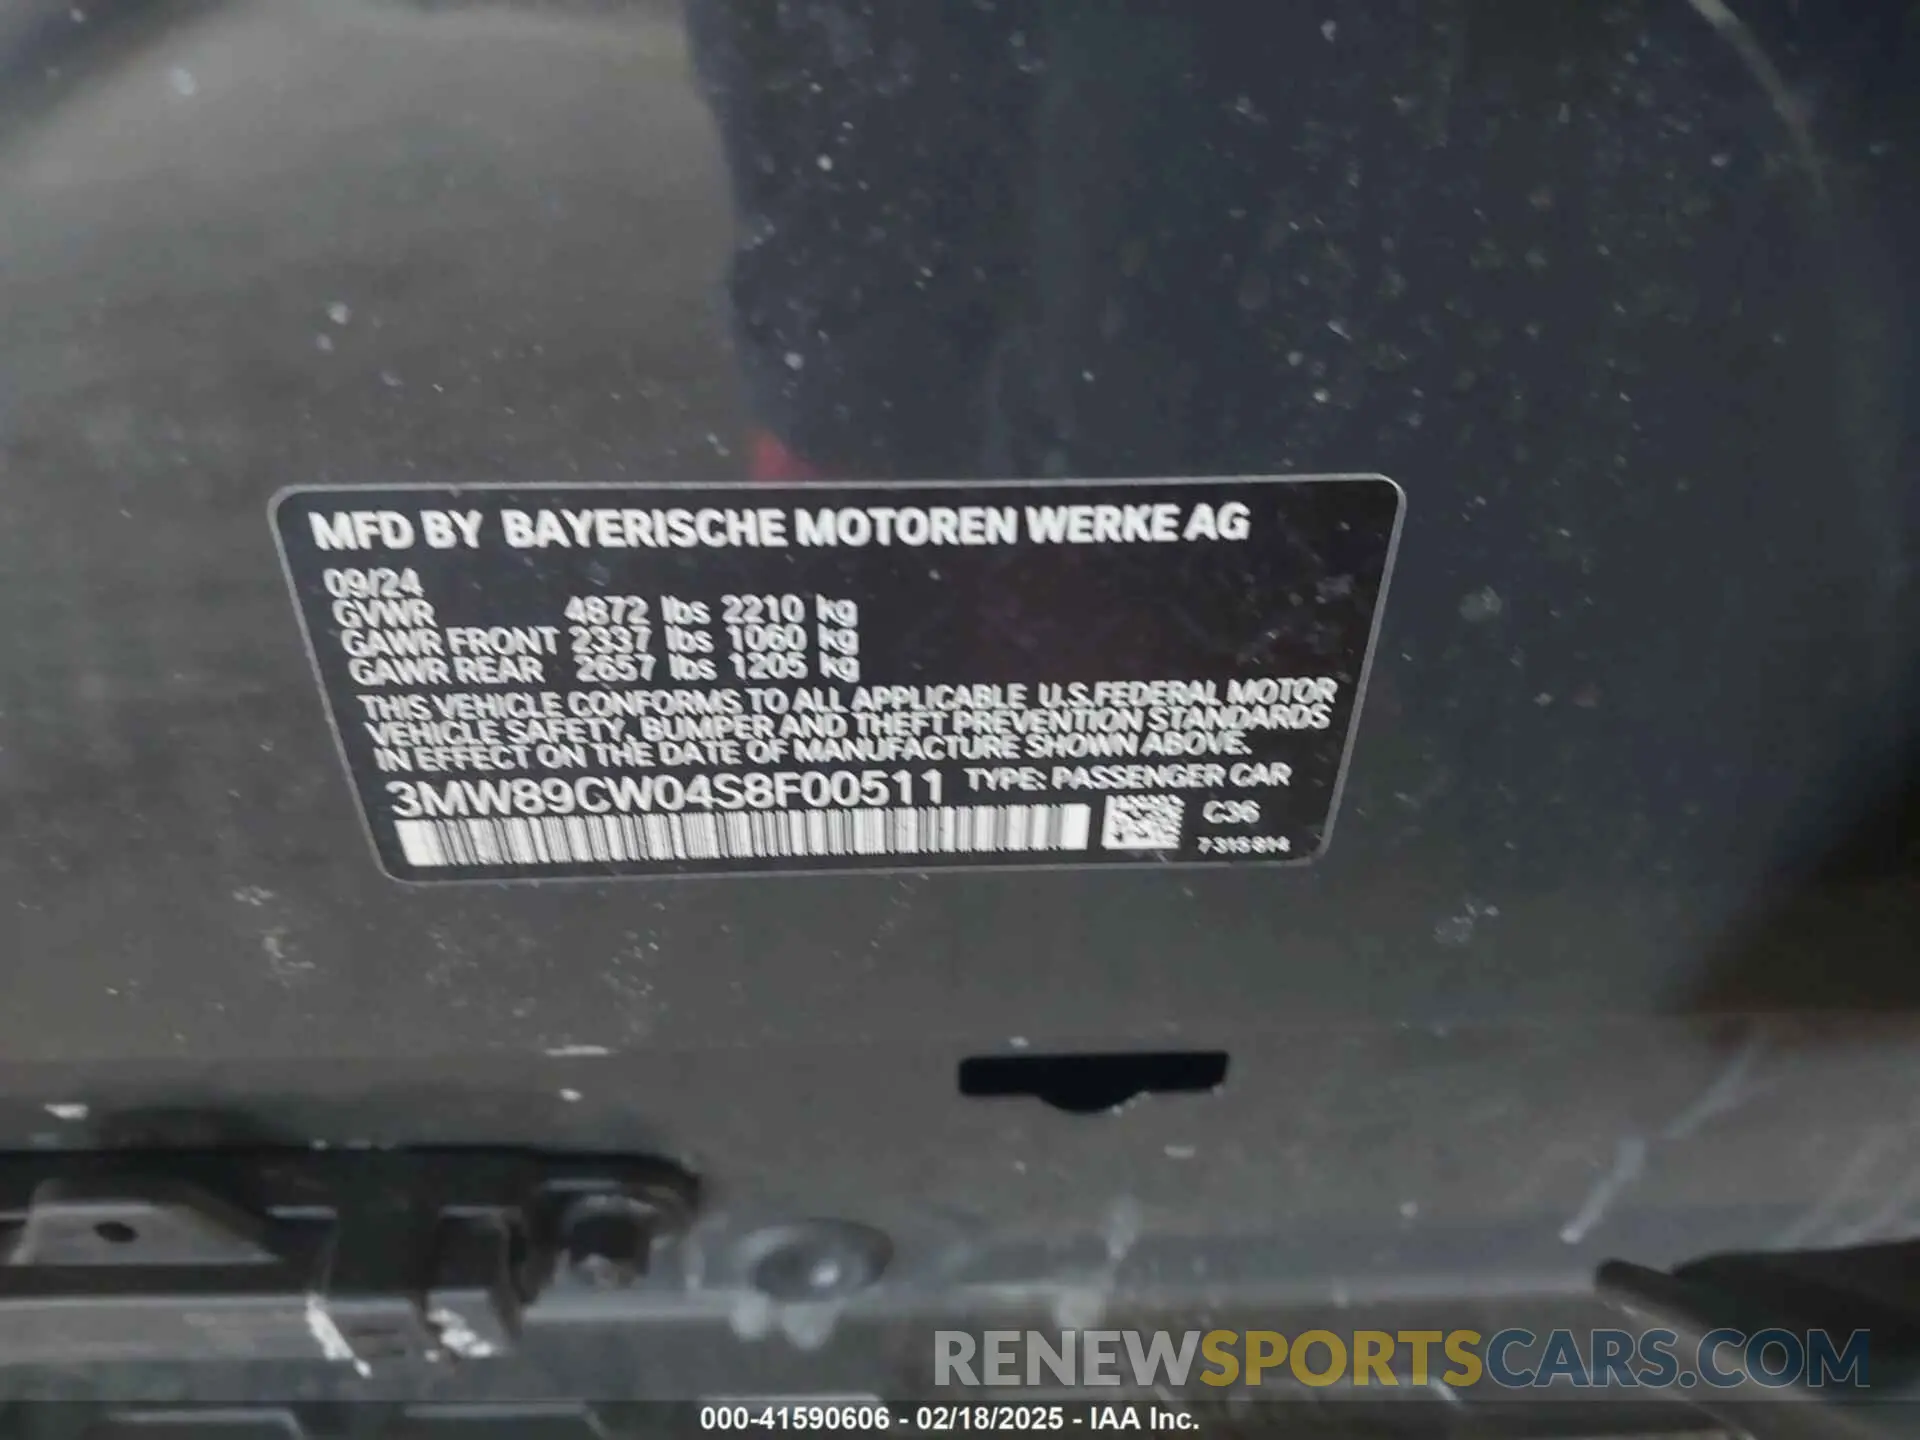 MFD BY BAYERISCHE MOTOREN WERKE AG
09/24
GVWR 4872 lbs 2210 kg
GAWR FRONT 2337 lbs 1060 kg
GAWR REAR 2657 lbs 1205 kg
THIS VEHICLE CONFORMS TO ALL APPLICABLE U.S.FEDERAL MOTOR
VEHICLE SAFETY, BUMPER AND THEFT PREVENTION STANDARDS
IN EFFECT ON THE DATE OF MANUFACTURE SHOWN ABOVE.
3MW89CW04S8F00511 TYPE: PASSENGER CAR
C36
7315814
RENEWSPORTSCARS.COM
000-41590606 - 02/18/2025 - IAA Inc.